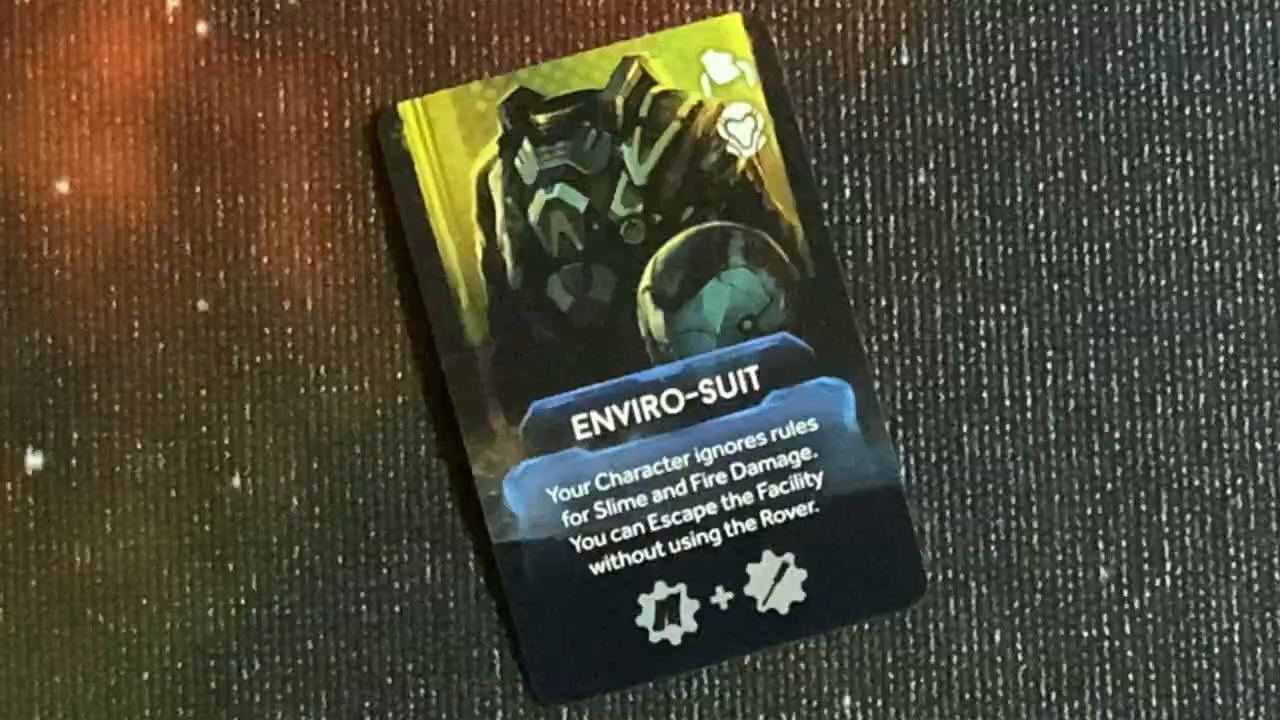 ENVIRO-SUIT
Your Character ignores rules
for Slime and Fire Damage.
You can Escape the Facility
without using the Rover.
+